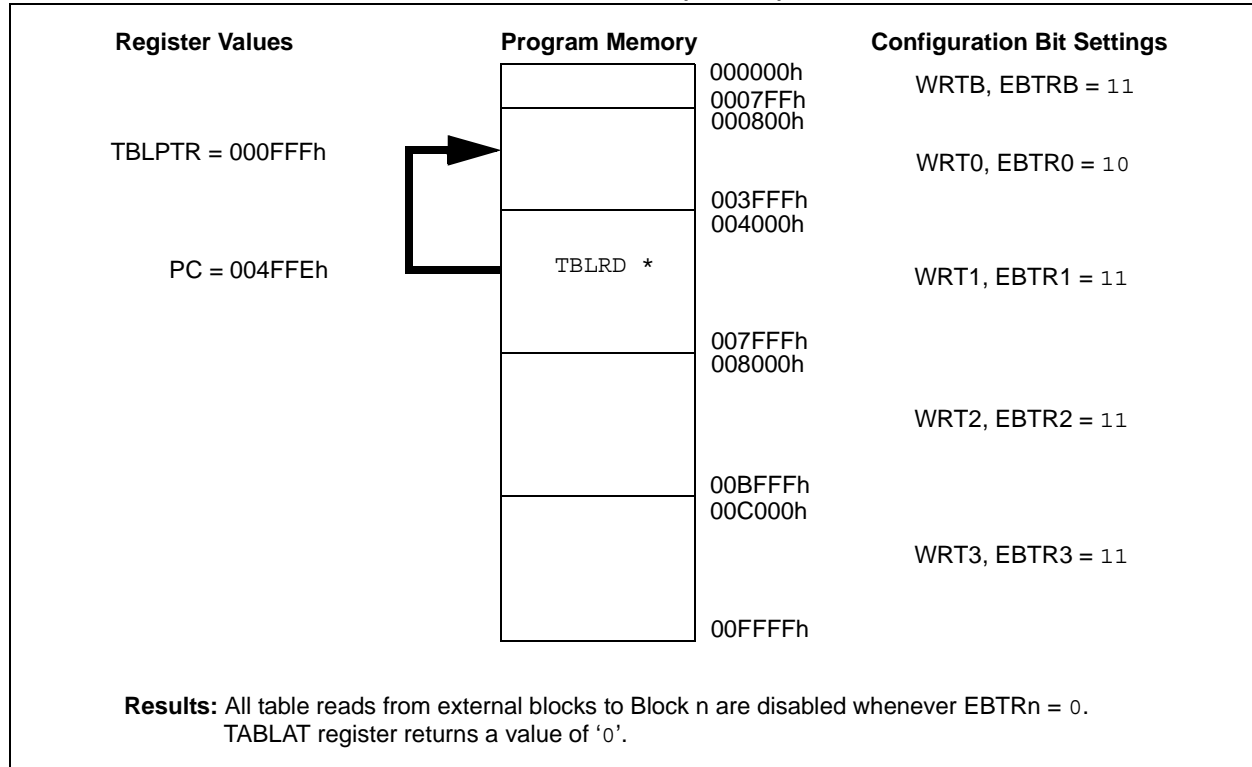 Register Values
Program Memory
Configuration Bit Settings
000000h
WRTB, EBTRB = 11
0007FFh
000800h
TBLPTR = 000FFFh
WRT0, EBTR0 = 10
003FFFh
004000h
PC = 004FFEh
TBLRD *
WRT1, EBTR1 = 11
007FFFh
008000h
WRT2, EBTR2 = 11
00BFFFh
00C000h
WRT3, EBTR3 = 11
00FFFFh
Results: All table reads from external blocks to Block n are disabled whenever EBTRn = 0.
TABLAT register returns a value of ‘0’.